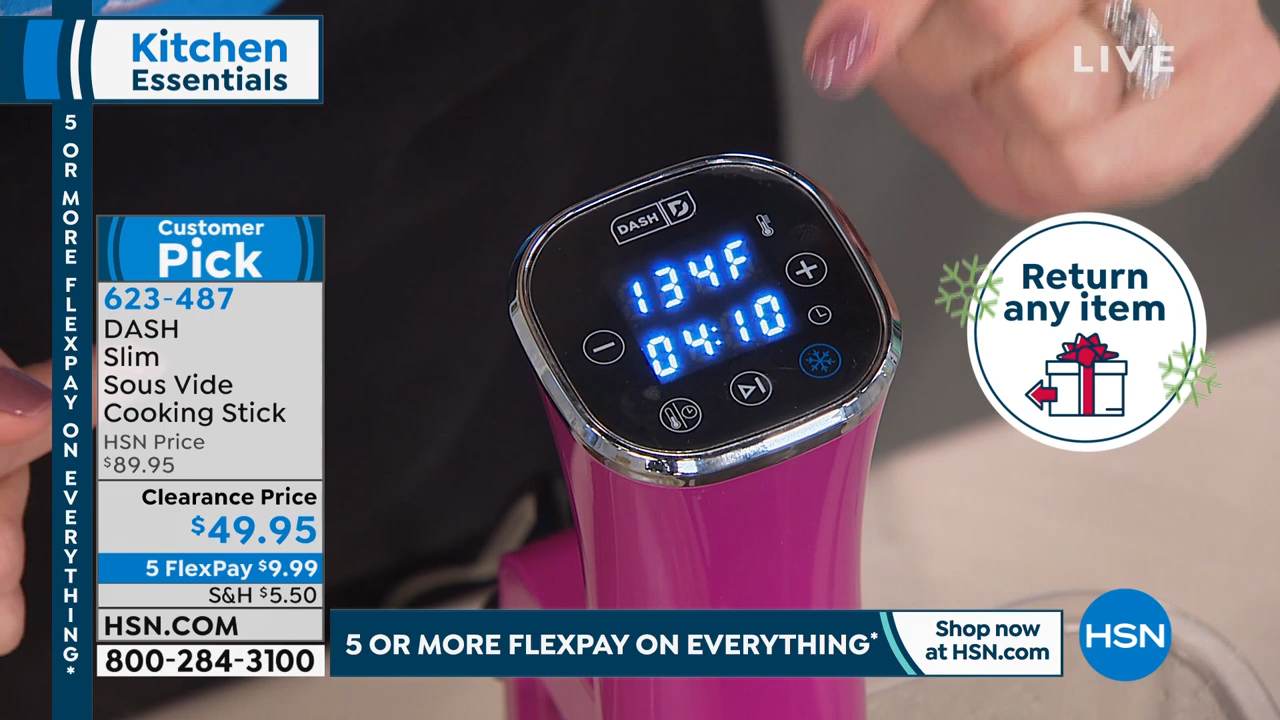 Kitchen
Essentials
LIVE
5 OR MORE FLEXPAY ON EVERYTHING*
Customer
Pick
623-487
DASH
Slim
Sous Vide
Cooking Stick
HSN Price
$89.95
Clearance Price
$49.95
5 FlexPay $9.99
S&H $5.50
HSN.COM
800-284-3100
DASH
134F
04:10
Return
any item
5 OR MORE FLEXPAY ON EVERYTHING*
Shop now
at HSN.com
HSN